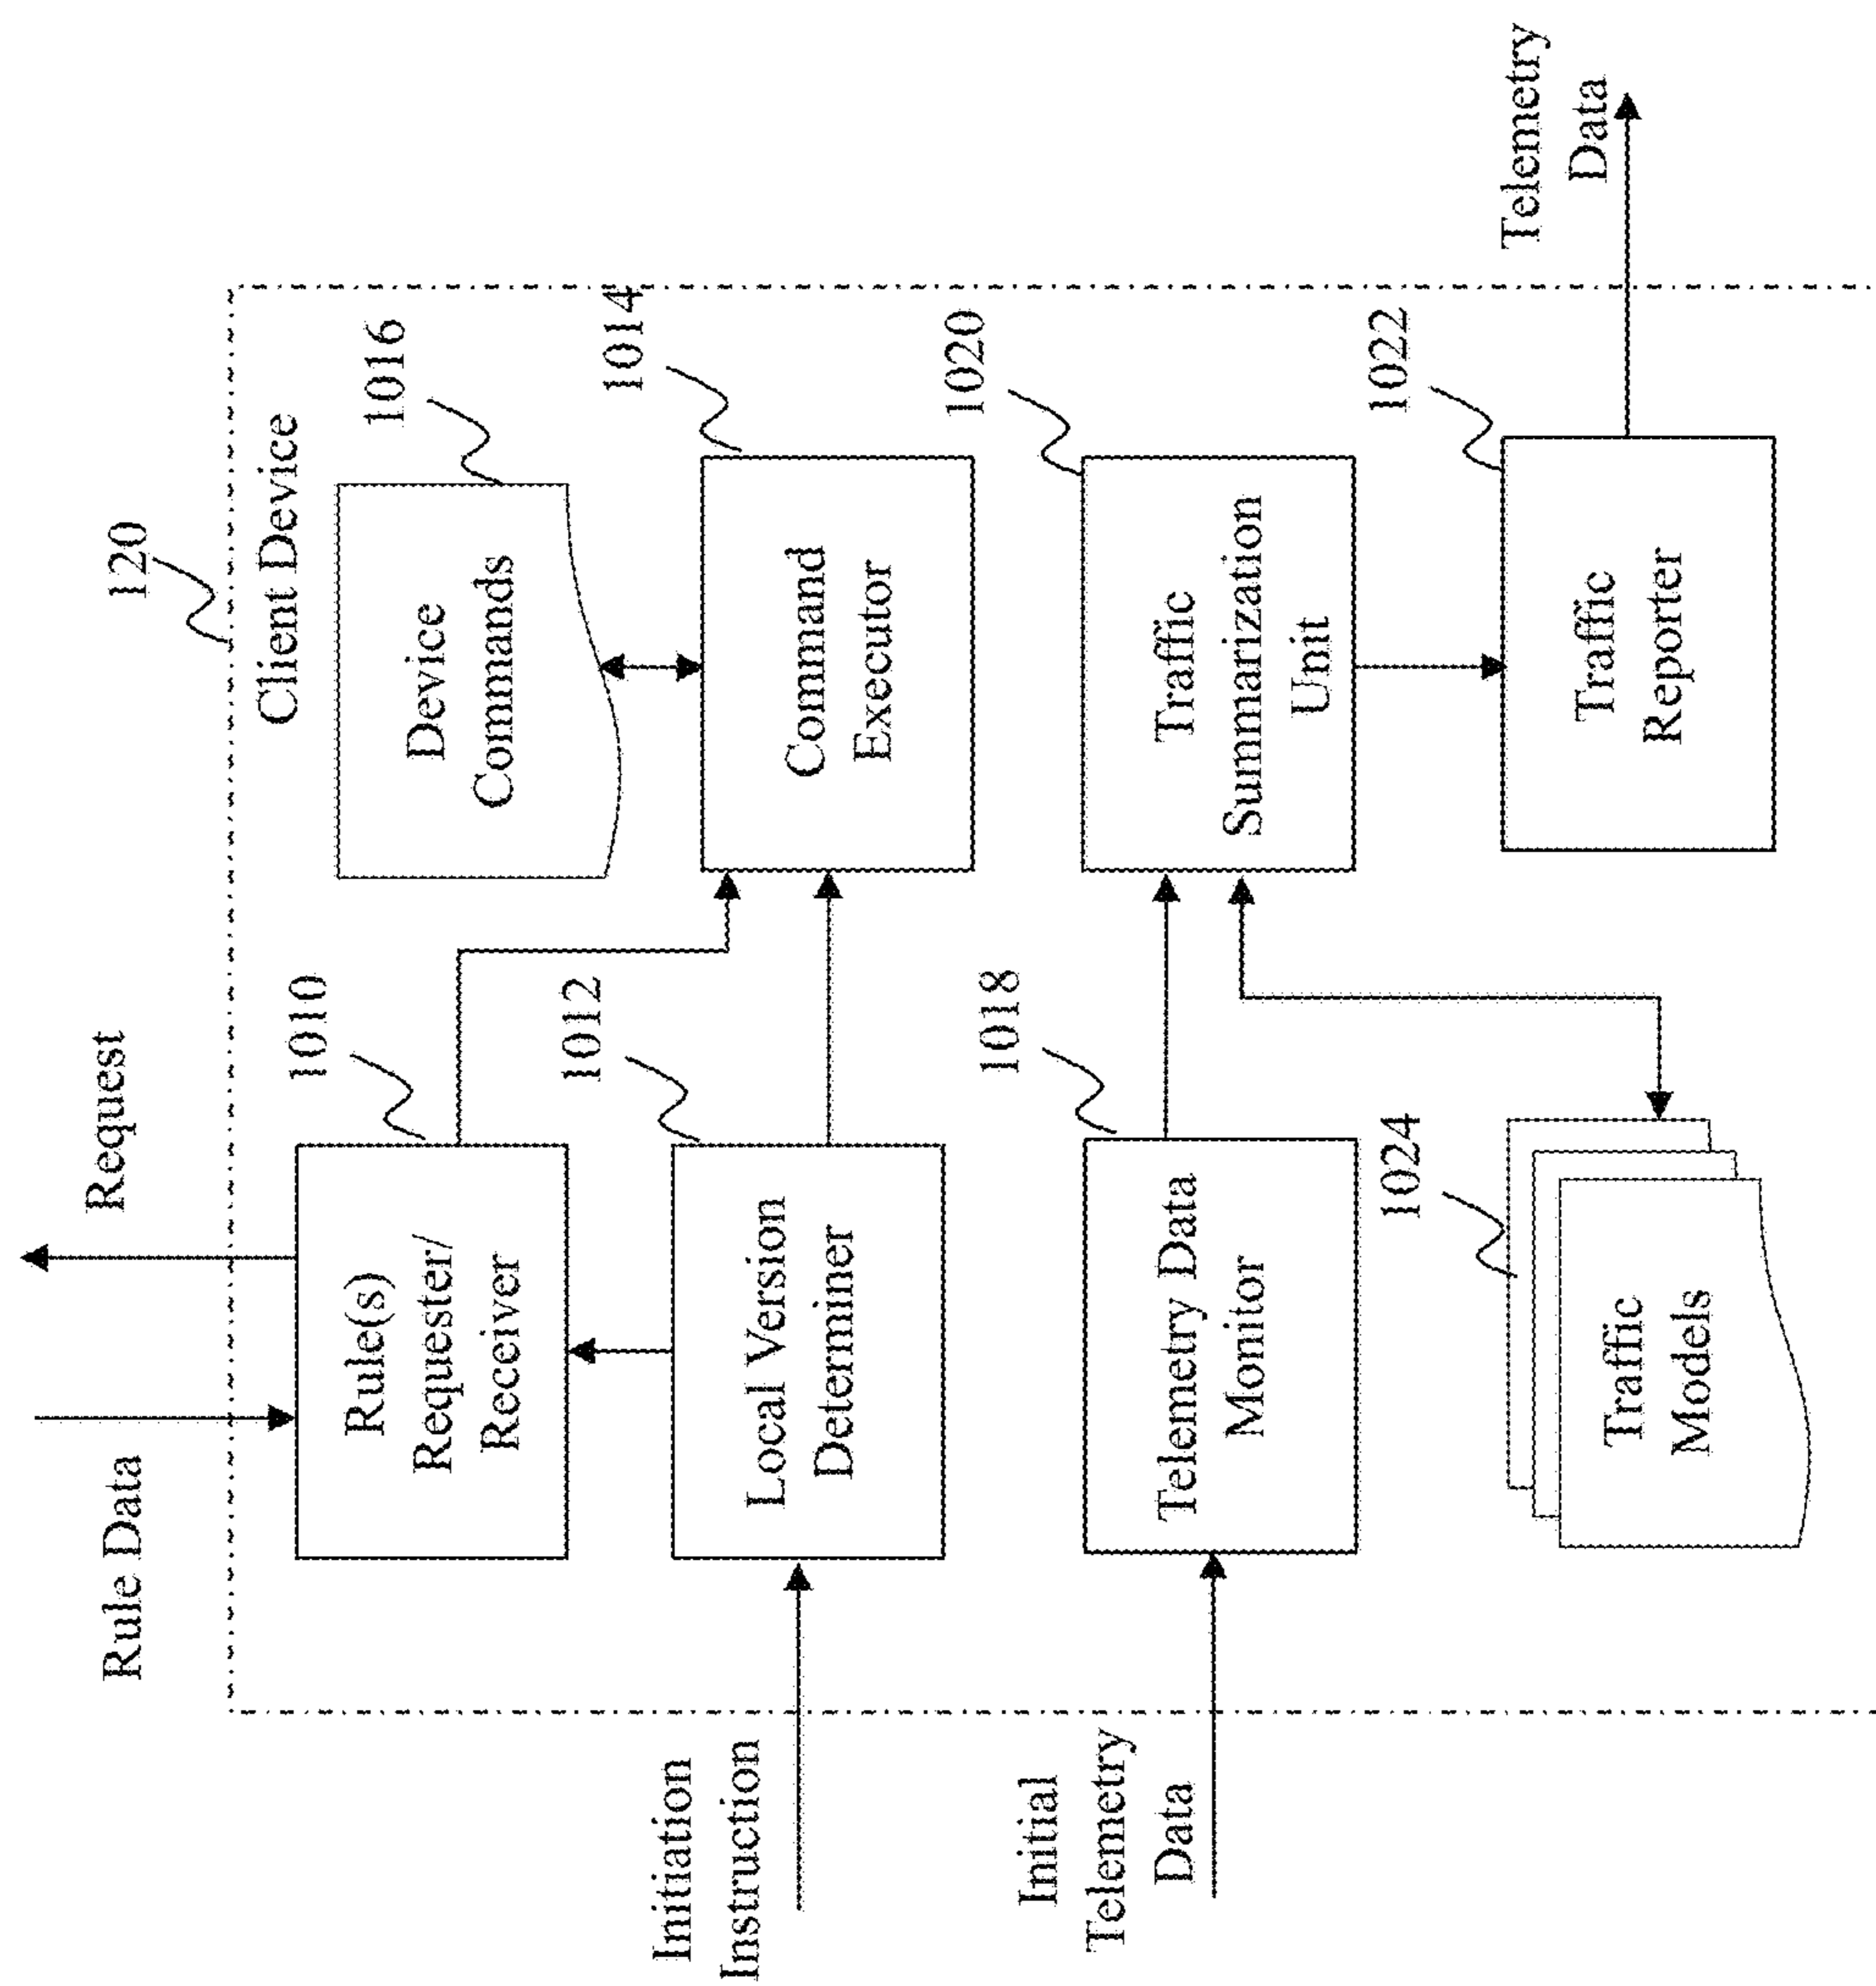 Rule Data
Request
120
Client Device
1010
Rule(s)
Requester/
Receiver
1016
Device
Commands
Initiation
Instruction
1012
Local Version
Determiner
1014
Command
Executor
Initial
Telemetry
Data
1018
Telemetry Data
Monitor
1020
Traffic
Summarization
Unit
1024
Traffic
Models
1022
Traffic
Reporter
Telemetry
Data